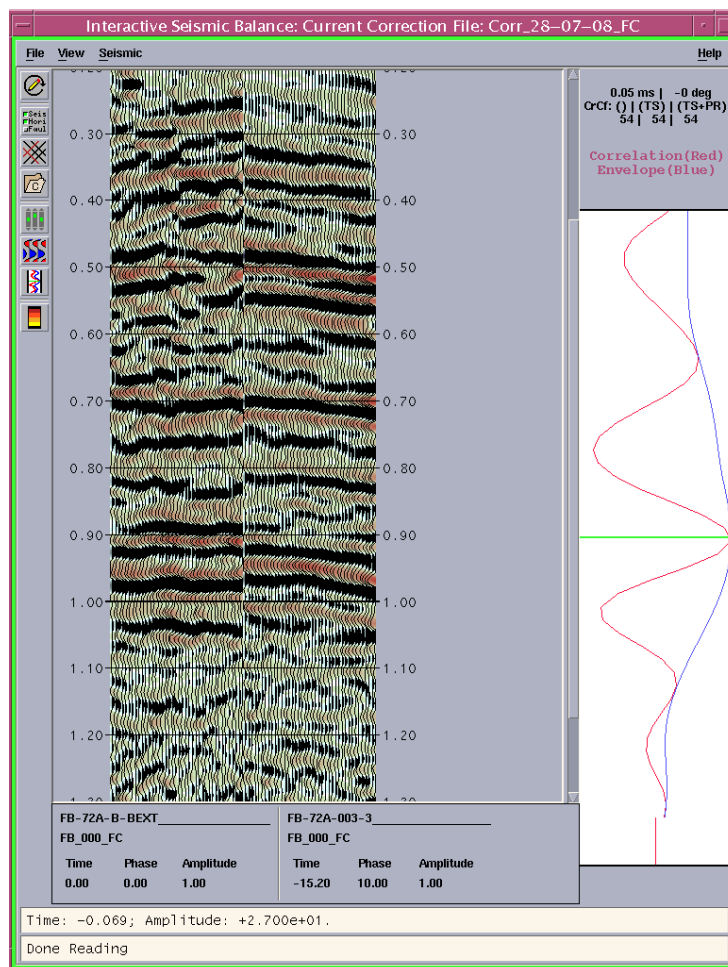 Interactive Seismic Balance: Current Correction File: Corr_28-07-08_FC
File View Seismic Help
0.05 ms | -0 deg
CrCf: () | (TS) | (TS+PR)
54 | 54 | 54
Correlation(Red)
Envelope(Blue)
Seis
Hori
Faul
C
0.30 0.30
0.40 0.40
0.50 0.50
0.60 0.60
0.70 0.70
0.80 0.80
0.90 0.90
1.00 1.00
1.10 1.10
1.20 1.20
FB-72A-B-BEXT FB-72A-003-3
FB_000_FC FB_000_FC
Time Phase Amplitude Time Phase Amplitude
0.00 0.00 1.00 -15.20 10.00 1.00
Time: -0.069; Amplitude: +2.700e+01.
Done Reading